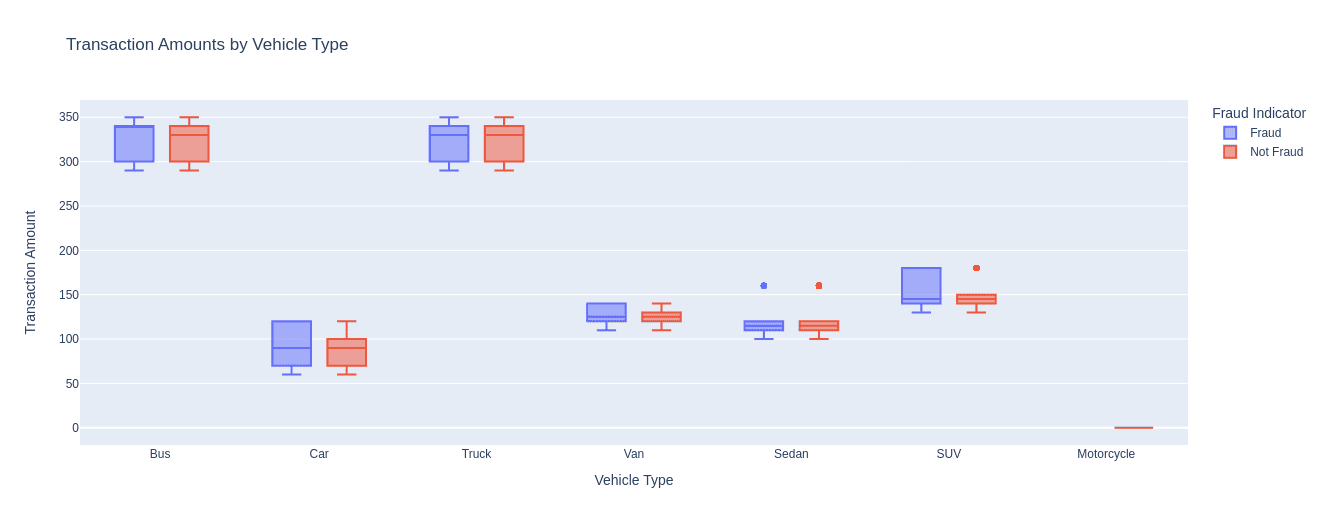 Transaction Amounts by Vehicle Type
Fraud Indicator
Fraud
Not Fraud
Transaction Amount
350
300
250
200
150
100
50
0
Bus
Car
Truck
Van
Sedan
SUV
Motorcycle
Vehicle Type